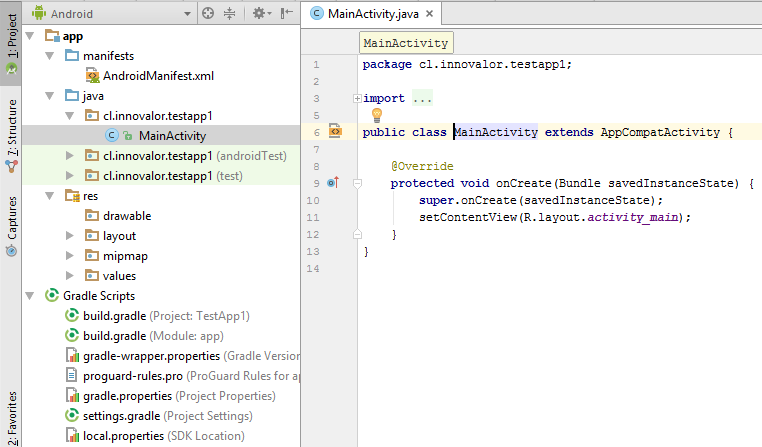 1: Project
7: Structure
Captures
2: Favorites
Android
app
manifests
AndroidManifest.xml
java
cl.innovalor.testapp1
MainActivity
cl.innovalor.testapp1 (androidTest)
cl.innovalor.testapp1 (test)
res
drawable
layout
mipmap
values
Gradle Scripts
build.gradle (Project: TestApp1)
build.gradle (Module: app)
gradle-wrapper.properties (Gradle Version
proguard-rules.pro (ProGuard Rules for ap
gradle.properties (Project Properties)
settings.gradle (Project Settings)
local.properties (SDK Location)
MainActivity.java
MainActivity
1 package cl.innovalor.testapp1;
2
3 import ...
5
6 public class MainActivity extends AppCompatActivity {
7
8 @Override
9 protected void onCreate(Bundle savedInstanceState) {
10 super.onCreate(savedInstanceState);
11 setContentView(R.layout.activity_main);
12 }
13 }
14